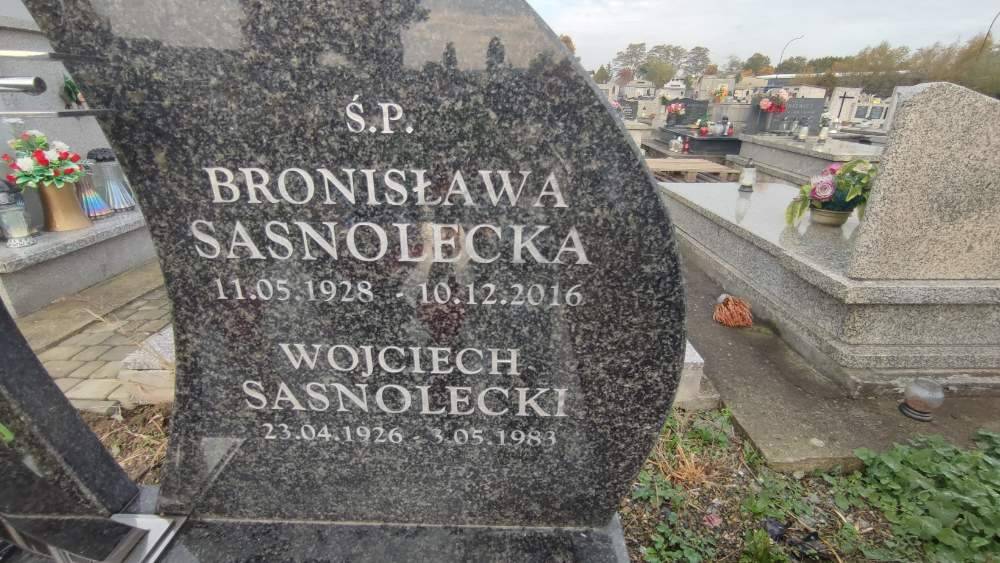 Ś.P.
BRONISŁAWA
SASNOLECKA
11.05.1928 - 10.12.2016
WOJCIECH
SASNOLECKI
23.04.1926 - 3.05.1983